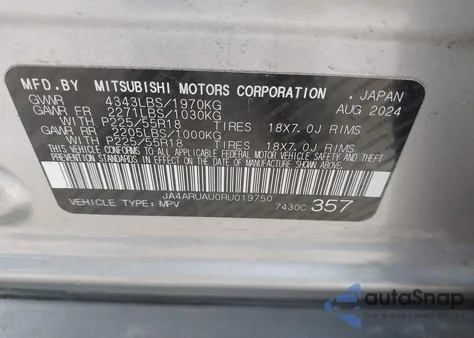 MFD.BY MITSUBISHI MOTORS CORPORATION . JAPAN
GVWR 4343LBS/1970KG AUG 2024
GAWR FR 2271LBS/1030KG
WITH P225/55R18 TIRES 18X7.0J RIMS
GAWR RR 2205LBS/1000KG
WITH P225/55R18 TIRES 18X7.0J RIMS
THIS VEHICLE CONFORMS TO ALL APPLICABLE FEDERAL MOTOR VEHICLE
SAFETY, BUMPER, AND THEFT PREVENTION STANDARDS IN EFFECT ON THE
DATE OF MANUFACTURE SHOWN ABOVE.
JA4ARUAU0RU019750
VEHICLE TYPE: MPV 7430C 357
autoSnap